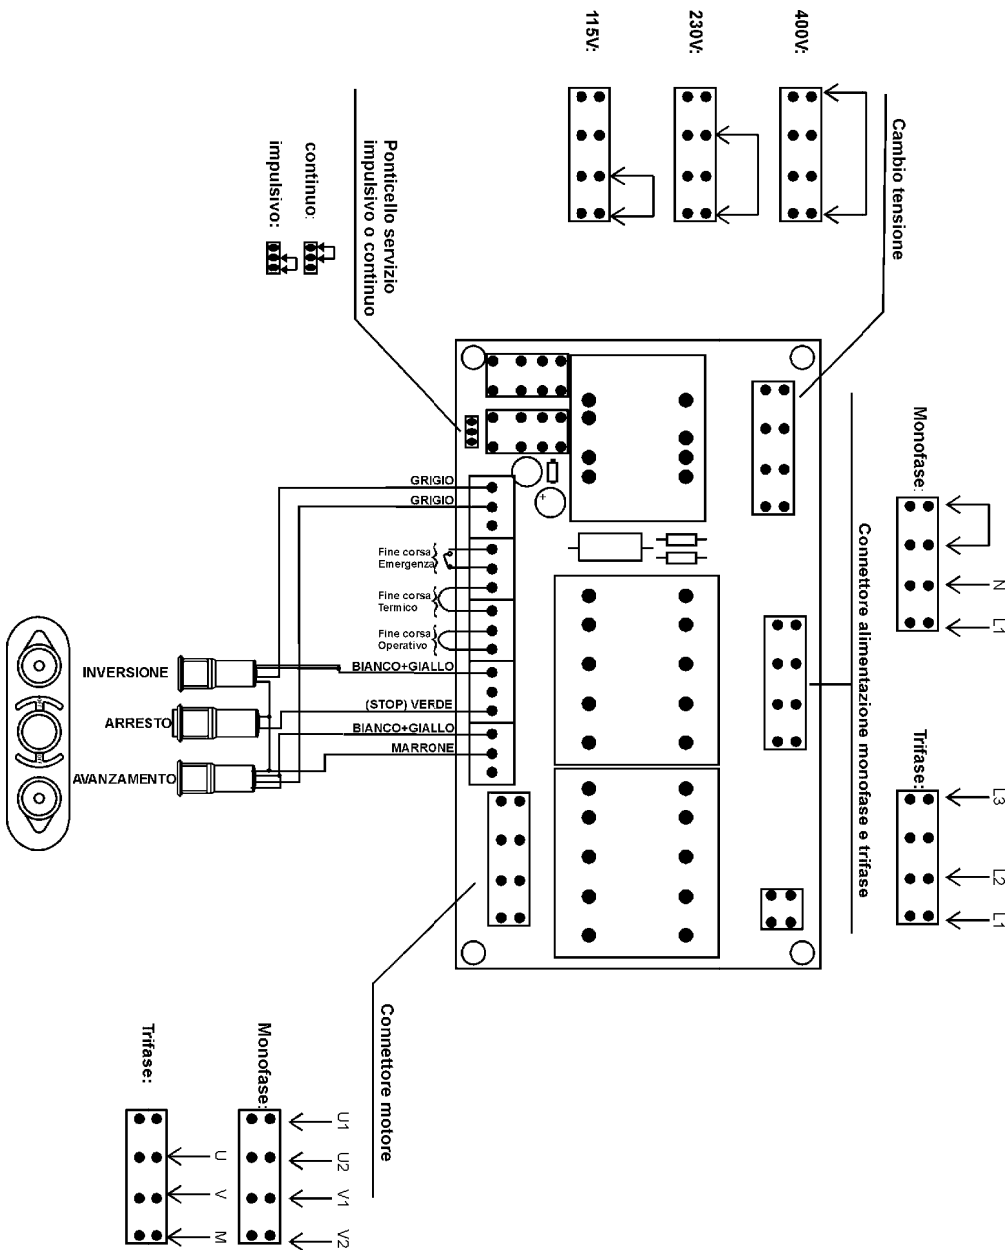 115V:
230V:
400V:
Cambio tensione
Ponticello servizio
impulsivo o continuo
continuo:
impulsivo:
Monofase:
N
L1
Connettore alimentazione monofase e trifase
Trifase:
L3
L2
L1
GRIGIO
GRIGIO
Fine corsa
Emergenza
Fine corsa
Termico
Fine corsa
Operativo
BIANCO+GIALLO
(STOP) VERDE
BIANCO+GIALLO
MARRONE
INVERSIONE
ARRESTO
AVANZAMENTO
+
Connettore motore
Monofase:
U1
U2
V1
V2
Trifase:
U
V
M